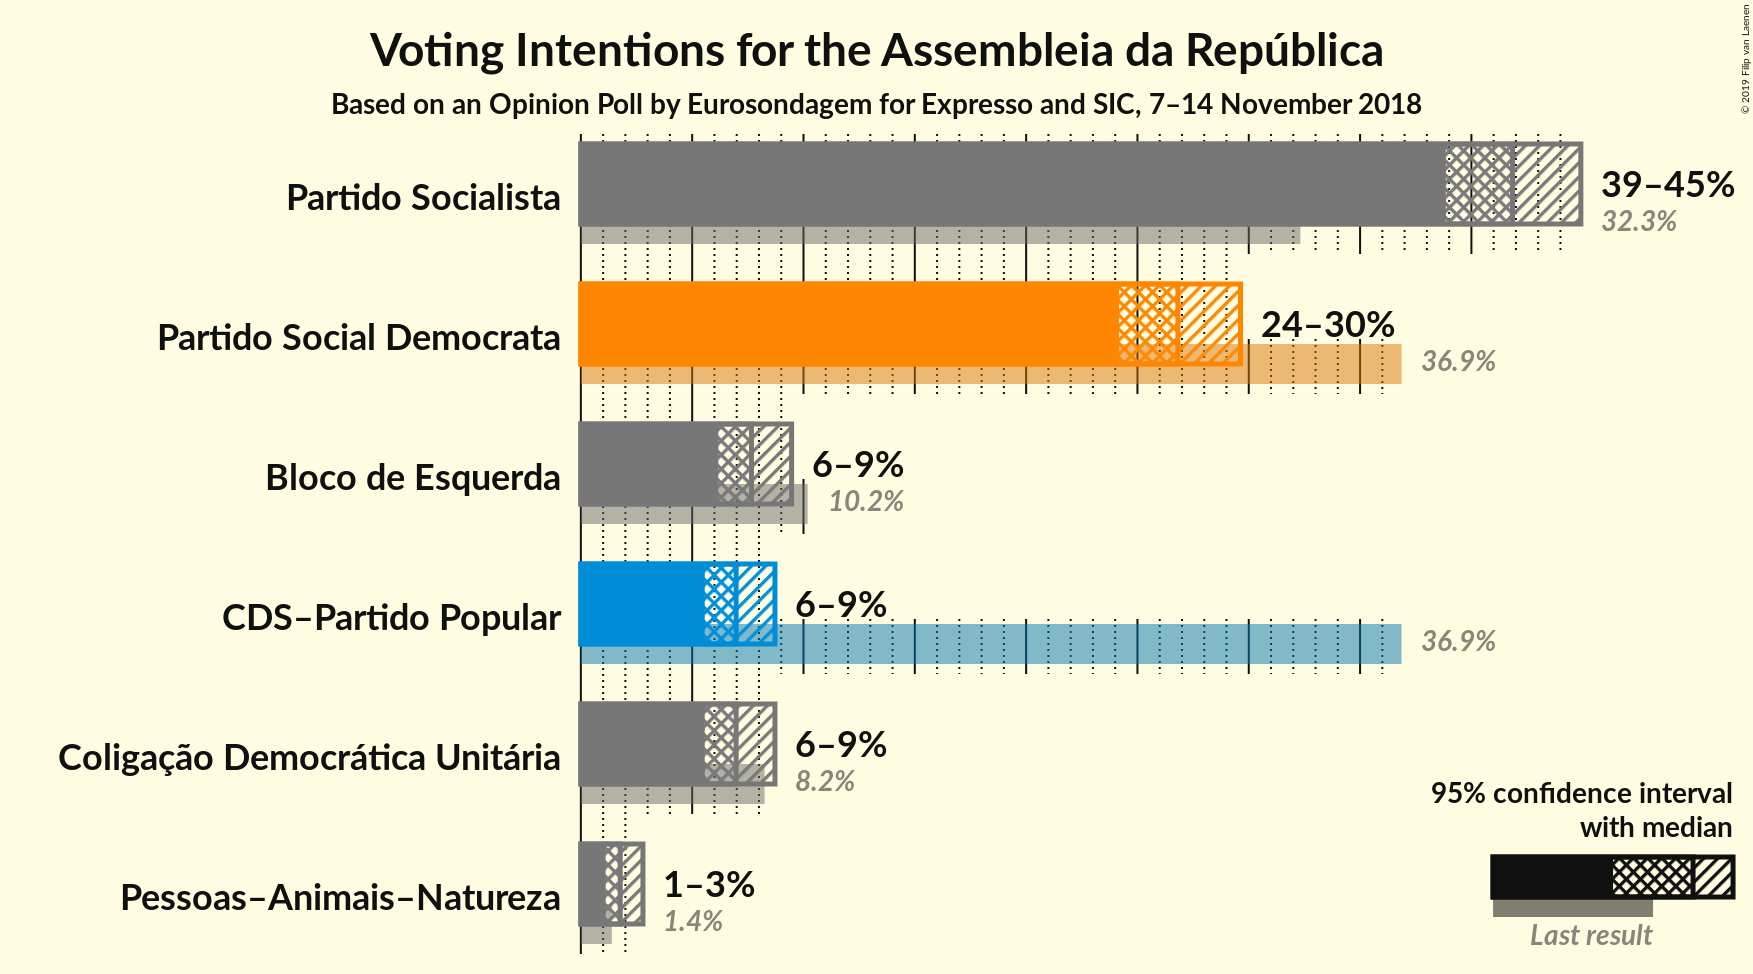 Voting Intentions for the Assembleia da República
Based on an Opinion Poll by Eurosondagem for Expresso and SIC, 7–14 November 2018
© 2019 Filip van Laenen
Partido Socialista
39–45%
32.3%
Partido Social Democrata
24–30%
36.9%
Bloco de Esquerda
6–9%
10.2%
CDS–Partido Popular
6–9%
36.9%
Coligação Democrática Unitária
6–9%
8.2%
Pessoas–Animais–Natureza
1–3%
1.4%
95% confidence interval
with median
Last result